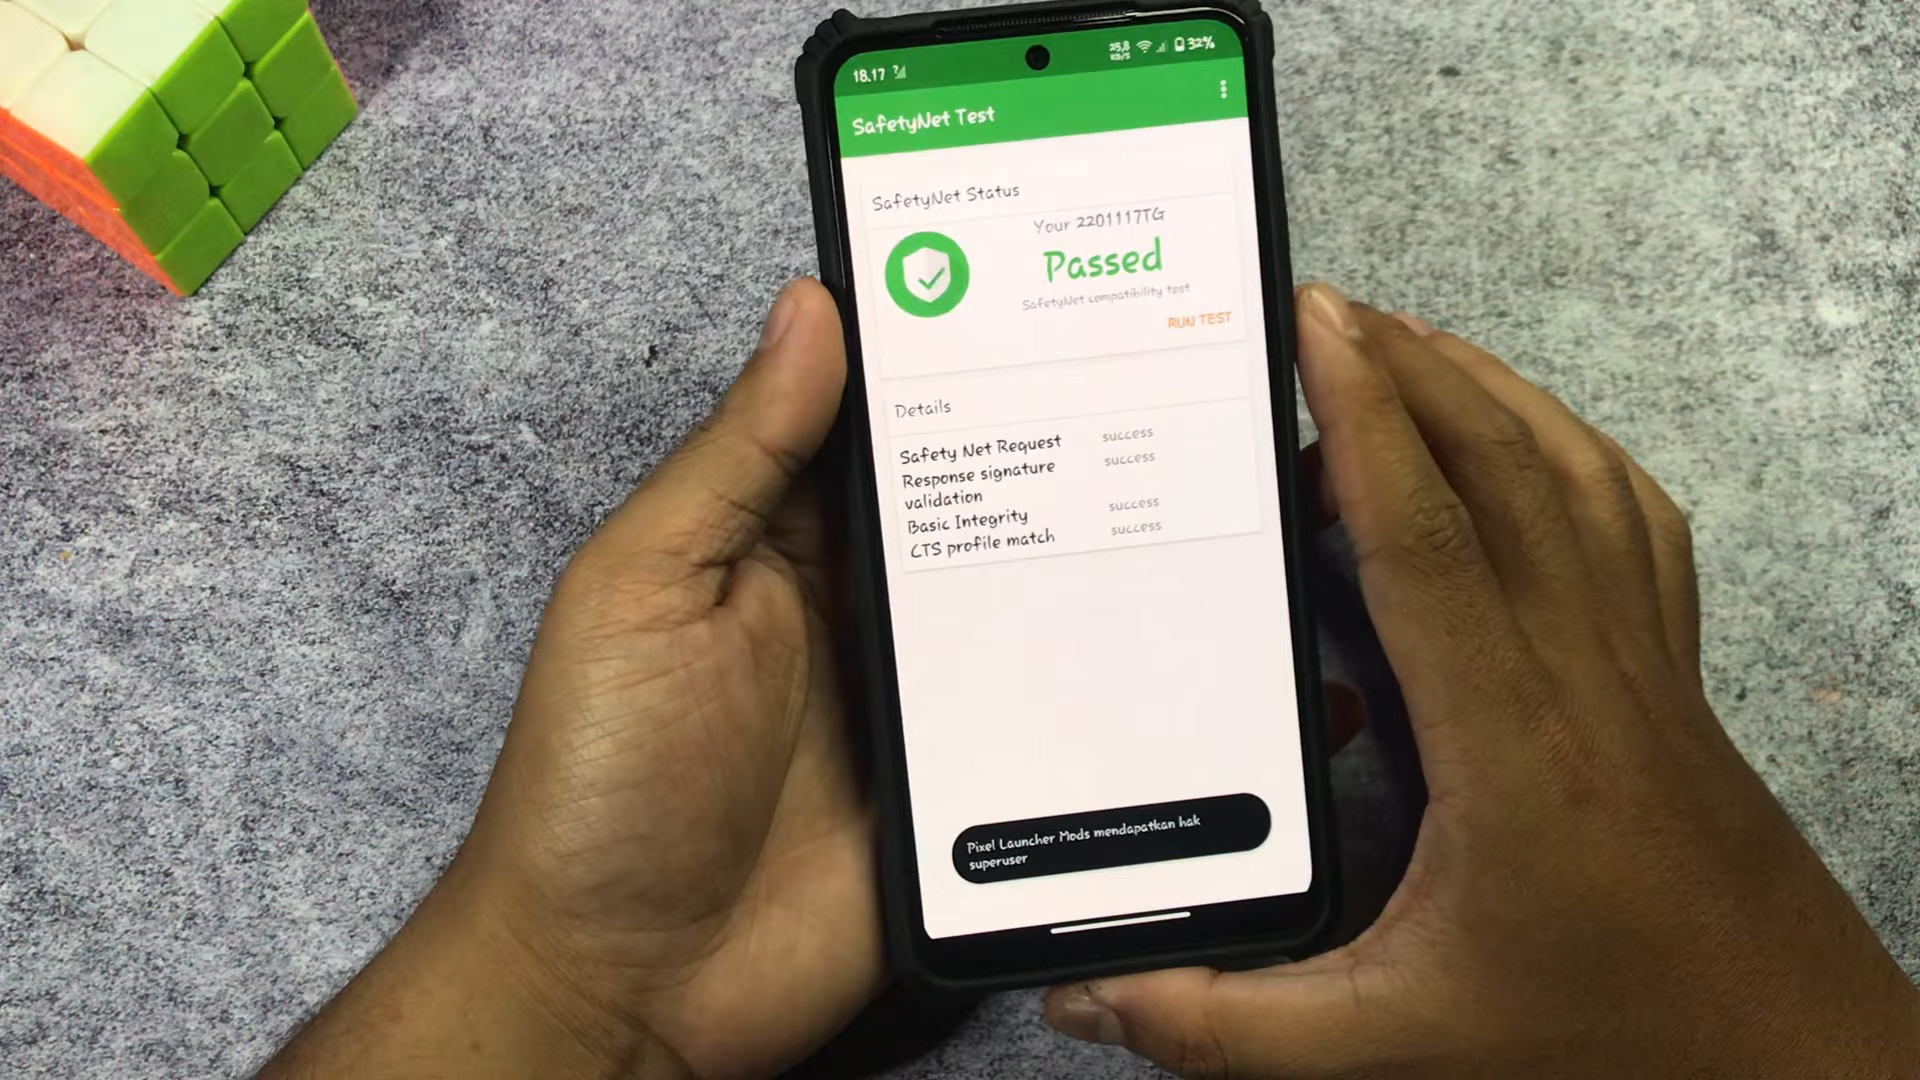 18.17
25,8
KB/S
32%
SafetyNet Test
SafetyNet Status
Your 2201117TG
Passed
SafetyNet compatibility test
RUN TEST
Details
Safety Net Request success
Response signature
validation success
Basic Integrity success
CTS profile match success
Pixel Launcher Mods mendapatkan hak
superuser